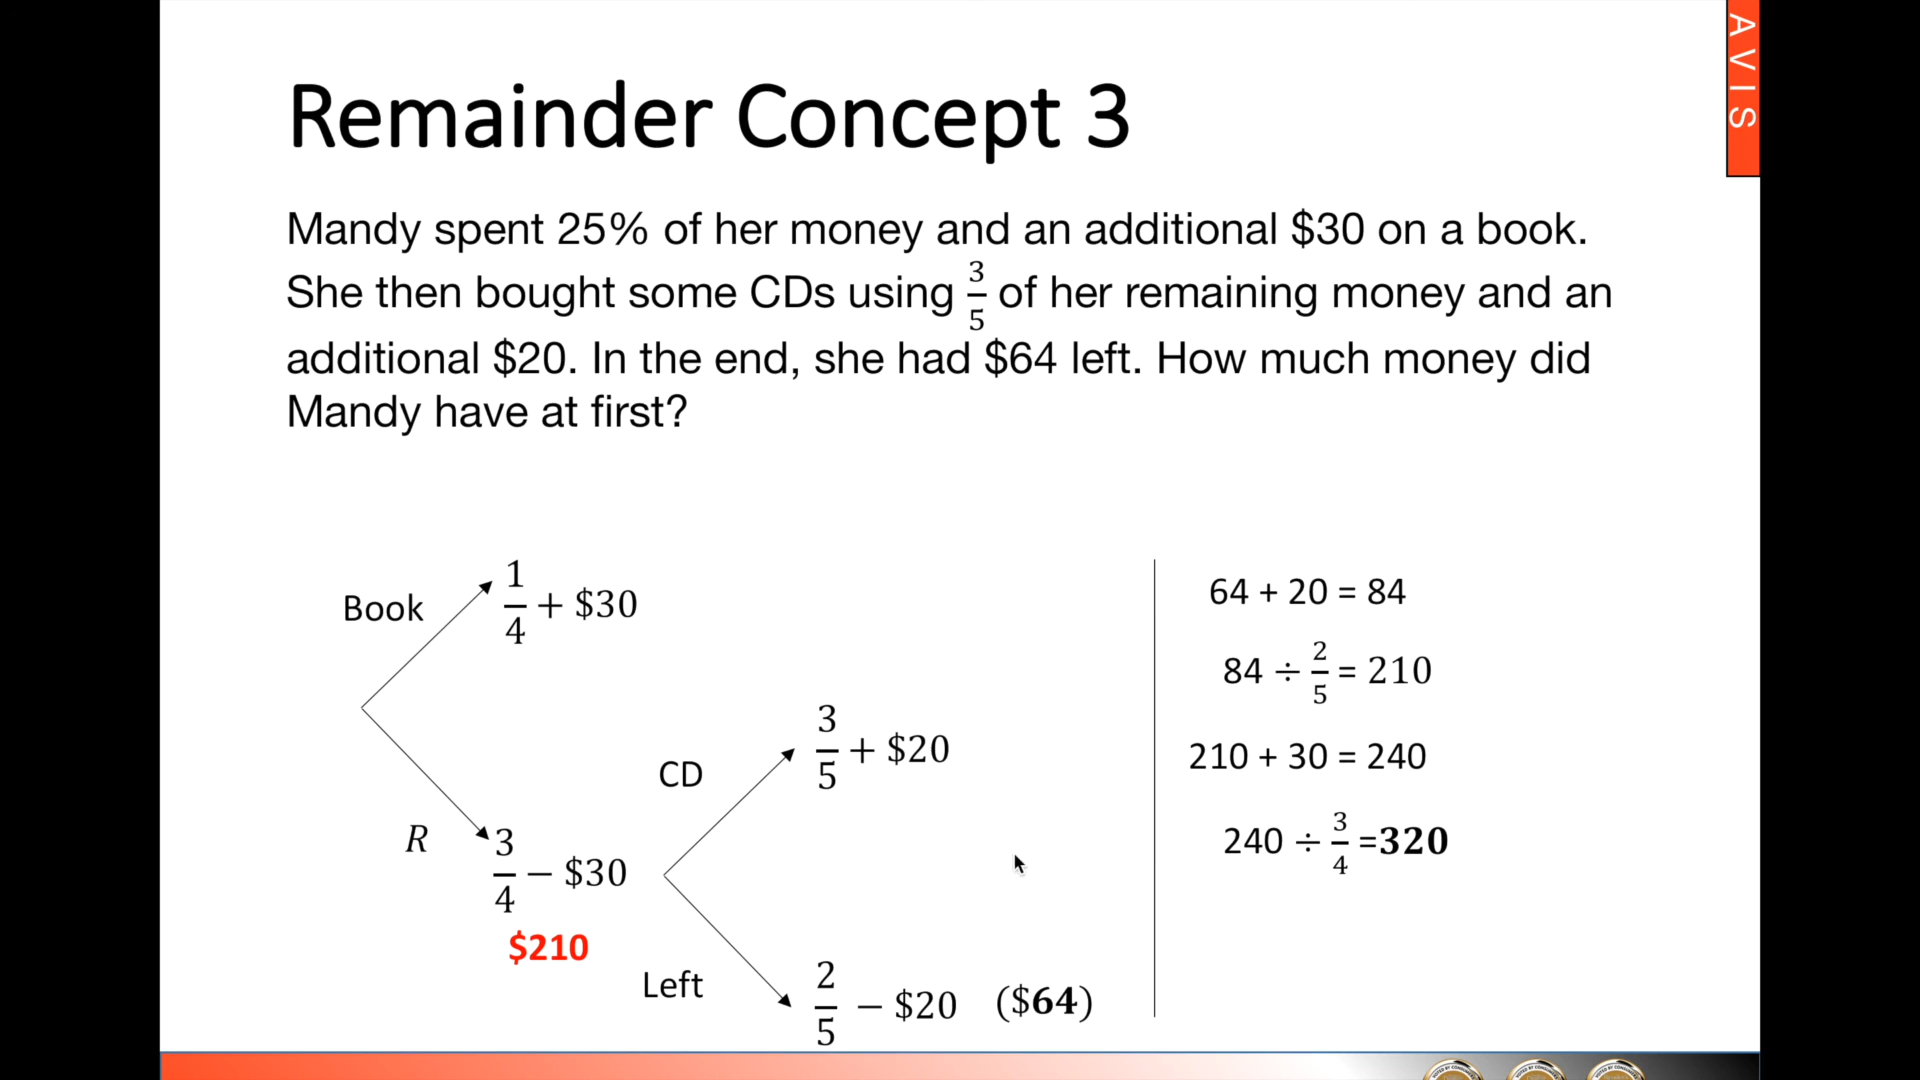 AVIS
Remainder Concept 3
Mandy spent 25% of her money and an additional $30 on a book.
She then bought some CDs using 3/5 of her remaining money and an
additional $20. In the end, she had $64 left. How much money did
Mandy have at first?
Book
1/4 + $30
R
3/4 − $30
$210
CD
3/5 + $20
Left
2/5 − $20 ($64)
64 + 20 = 84
84 ÷ 2/5 = 210
210 + 30 = 240
240 ÷ 3/4 =320